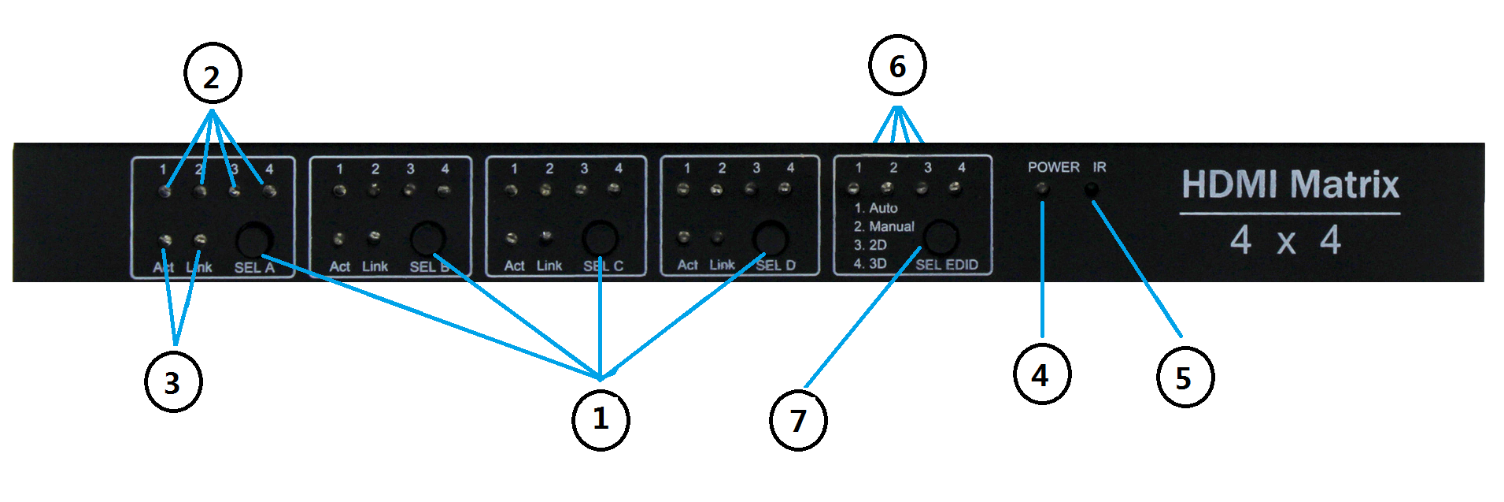 2
6
1 2 3 4
1 2 3 4
1 2 3 4
1 2 3 4
1 2 3 4
POWER IR
HDMI Matrix
4 x 4
1. Auto
2. Manual
3. 2D
4. 3D
SEL EDID
Act Link SEL A
Act Link SEL B
Act Link SEL C
Act Link SEL D
3
1
7
4
5